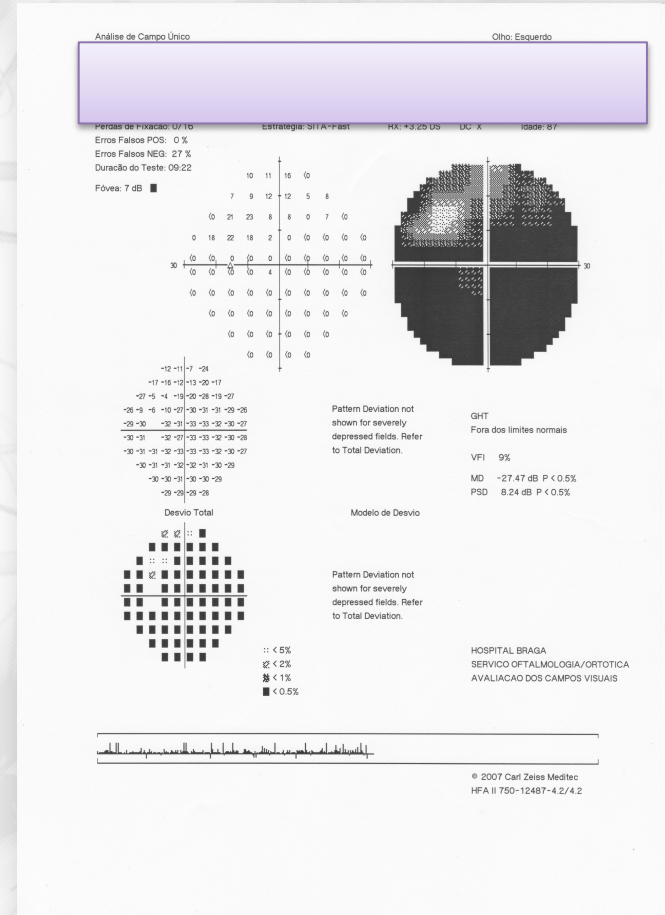 Análise de Campo Único Olho: Esquerdo
Perdas de Fixacão: 0/16 Estratégia: SITA-Fast RX: +3.25 DS DC X Idade: 87
Erros Falsos POS: 0 %
Erros Falsos NEG: 27 %
Duracão do Teste: 09:22
Fóvea: 7 dB
10 11 16 <0
7 9 12 12 5 8
<0 21 23 8 8 0 7 <0
0 18 22 18 2 0 <0 <0 <0
<0 <0 0 <0 0 <0 <0 <0 <0
30 30
<0 <0 <0 4 <0 <0 <0 <0
<0 <0 <0 <0 <0 <0 <0 <0 <0
<0 <0 <0 <0 <0 <0 <0 <0
<0 <0 <0 <0 <0 <0
<0 <0 <0 <0
-12 -11 -7 -24
-17 -16 -12 -13 -20 -17
-27 -5 -4 -19 -20 -28 -19 -27
-26 -9 -6 -10 -27 -30 -31 -31 -29 -26
-29 -30 -32 -31 -33 -33 -32 -30 -27
-30 -31 -32 -27 -33 -32 -32 -30 -28
-30 -31 -31 -32 -32 -33 -32 -31 -30 -27
-30 -31 -31 -32 -32 -31 -30 -29
-30 -30 -31 -30 -30 -29
-29 -29 -29 -28
Desvio Total
Pattern Deviation not
shown for severely
depressed fields. Refer
to Total Deviation.
Modelo de Desvio
GHT
Fora dos limites normais
VFI 9%
MD -27.47 dB P < 0.5%
PSD 8.24 dB P < 0.5%
Pattern Deviation not
shown for severely
depressed fields. Refer
to Total Deviation.
< 5%
< 2%
< 1%
< 0.5%
HOSPITAL BRAGA
SERVICO OFTALMOLOGIA/ORTOTICA
AVALIACAO DOS CAMPOS VISUAIS
© 2007 Carl Zeiss Meditec
HFA II 750-12487-4.2/4.2